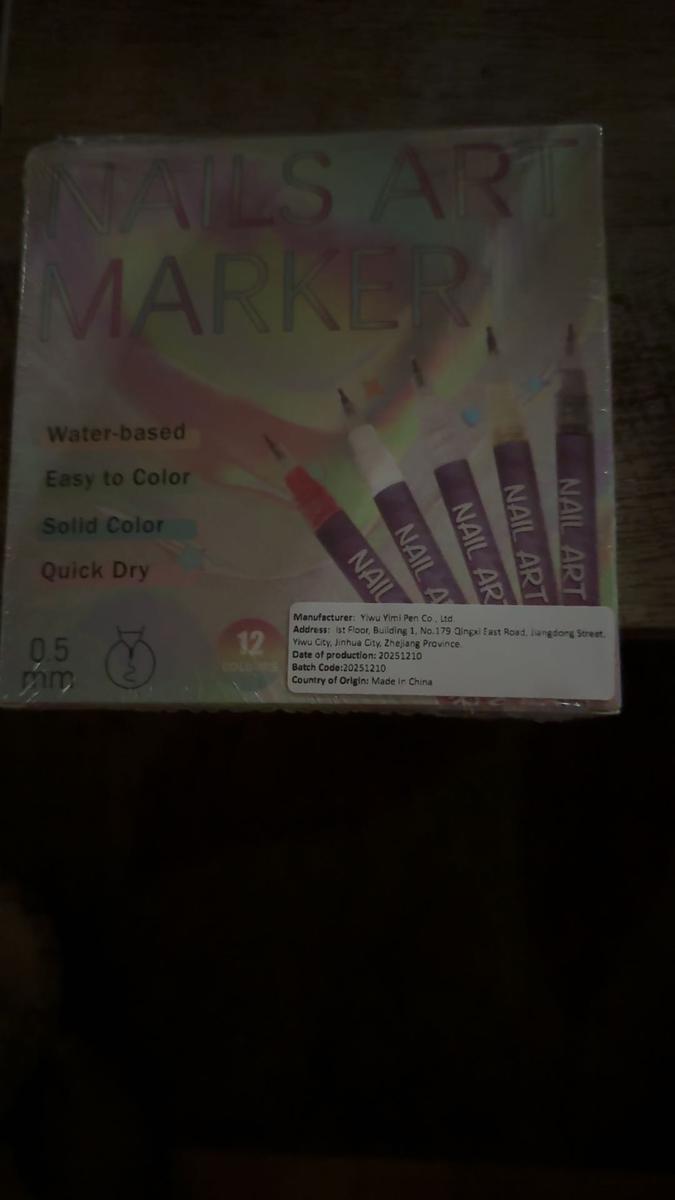 NAILS ART
MARKER
Water-based
Easy to Color
Solid Color
Quick Dry
0.5
mm
12
COLOURS
NAIL
NAIL A
NAIL AR
NAIL ART
NAIL ART
Manufacturer: Yiwu Yimi Pen Co., Ltd.
Address: 1st Floor, Building 1, No.179 Qingxi East Road, Jiangdong Street,
Yiwu City, Jinhua City, Zhejiang Province.
Date of production: 20251210
Batch Code:20251210
Country of Origin: Made in China